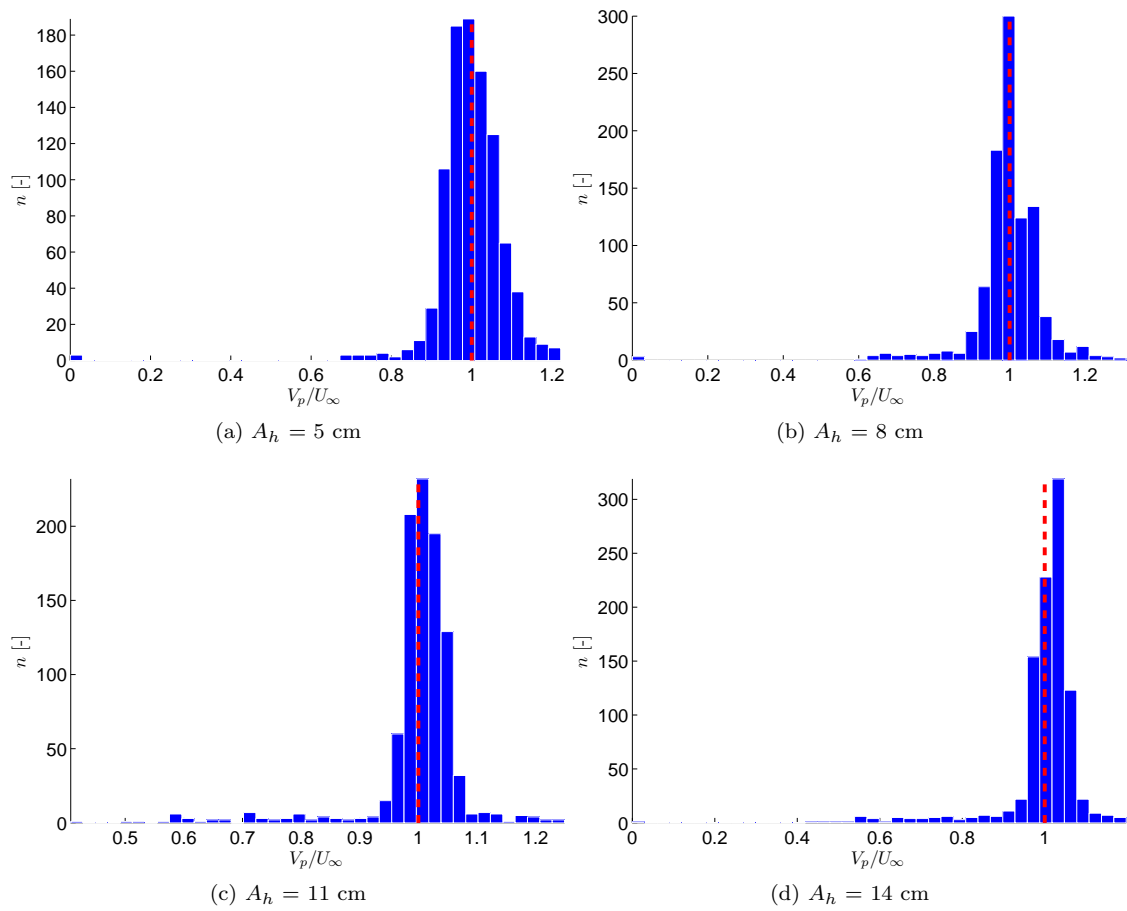 180
160
140
120
100
80
60
40
20
0
n [-]
0 0.2 0.4 0.6 0.8 1 1.2
V_p/U_∞
(a) A_h = 5 cm
300
250
200
150
100
50
0
n [-]
0 0.2 0.4 0.6 0.8 1 1.2
V_p/U_∞
(b) A_h = 8 cm
200
150
100
50
0
n [-]
0.5 0.6 0.7 0.8 0.9 1 1.1 1.2
V_p/U_∞
(c) A_h = 11 cm
300
250
200
150
100
50
0
n [-]
0 0.2 0.4 0.6 0.8 1
V_p/U_∞
(d) A_h = 14 cm